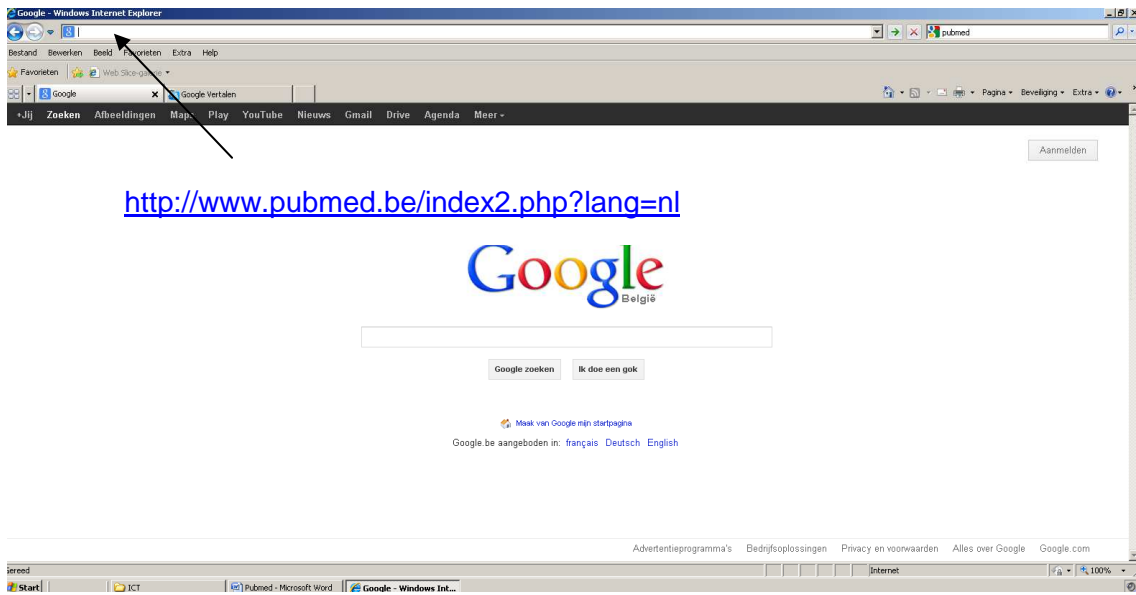 Google - Windows Internet Explorer
pubmed
Bestand Bewerken Beeld Favorieten Extra Help
Favorieten Web Slice-galerie
Google Google Vertalen Pagina Beveiliging Extra
+Jij Zoeken Afbeeldingen Maps Play YouTube Nieuws Gmail Drive Agenda Meer
Aanmelden
http://www.pubmed.be/index2.php?lang=nl
Google
België
Google zoeken Ik doe een gok
Maak van Google mijn startpagina
Google.be aangeboden in: français Deutsch English
Advertentieprogramma's Bedrijfsoplossingen Privacy en voorwaarden Alles over Google Google.com
Gereed Internet 100%
Start ICT Pubmed - Microsoft Word Google - Windows Int...